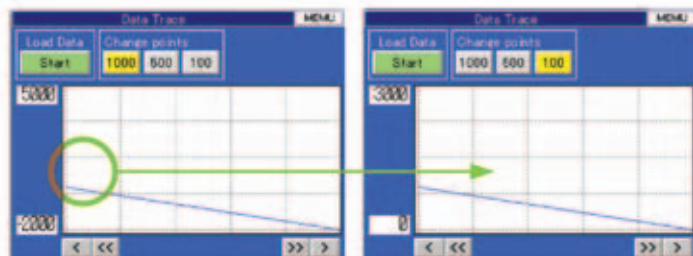 Data Trace MENU
Load Data Change points
Start 1000 500 100
5000
-2000
< << >> >
Data Trace MENU
Load Data Change points
Start 1000 500 100
-3000
0
< << >> >